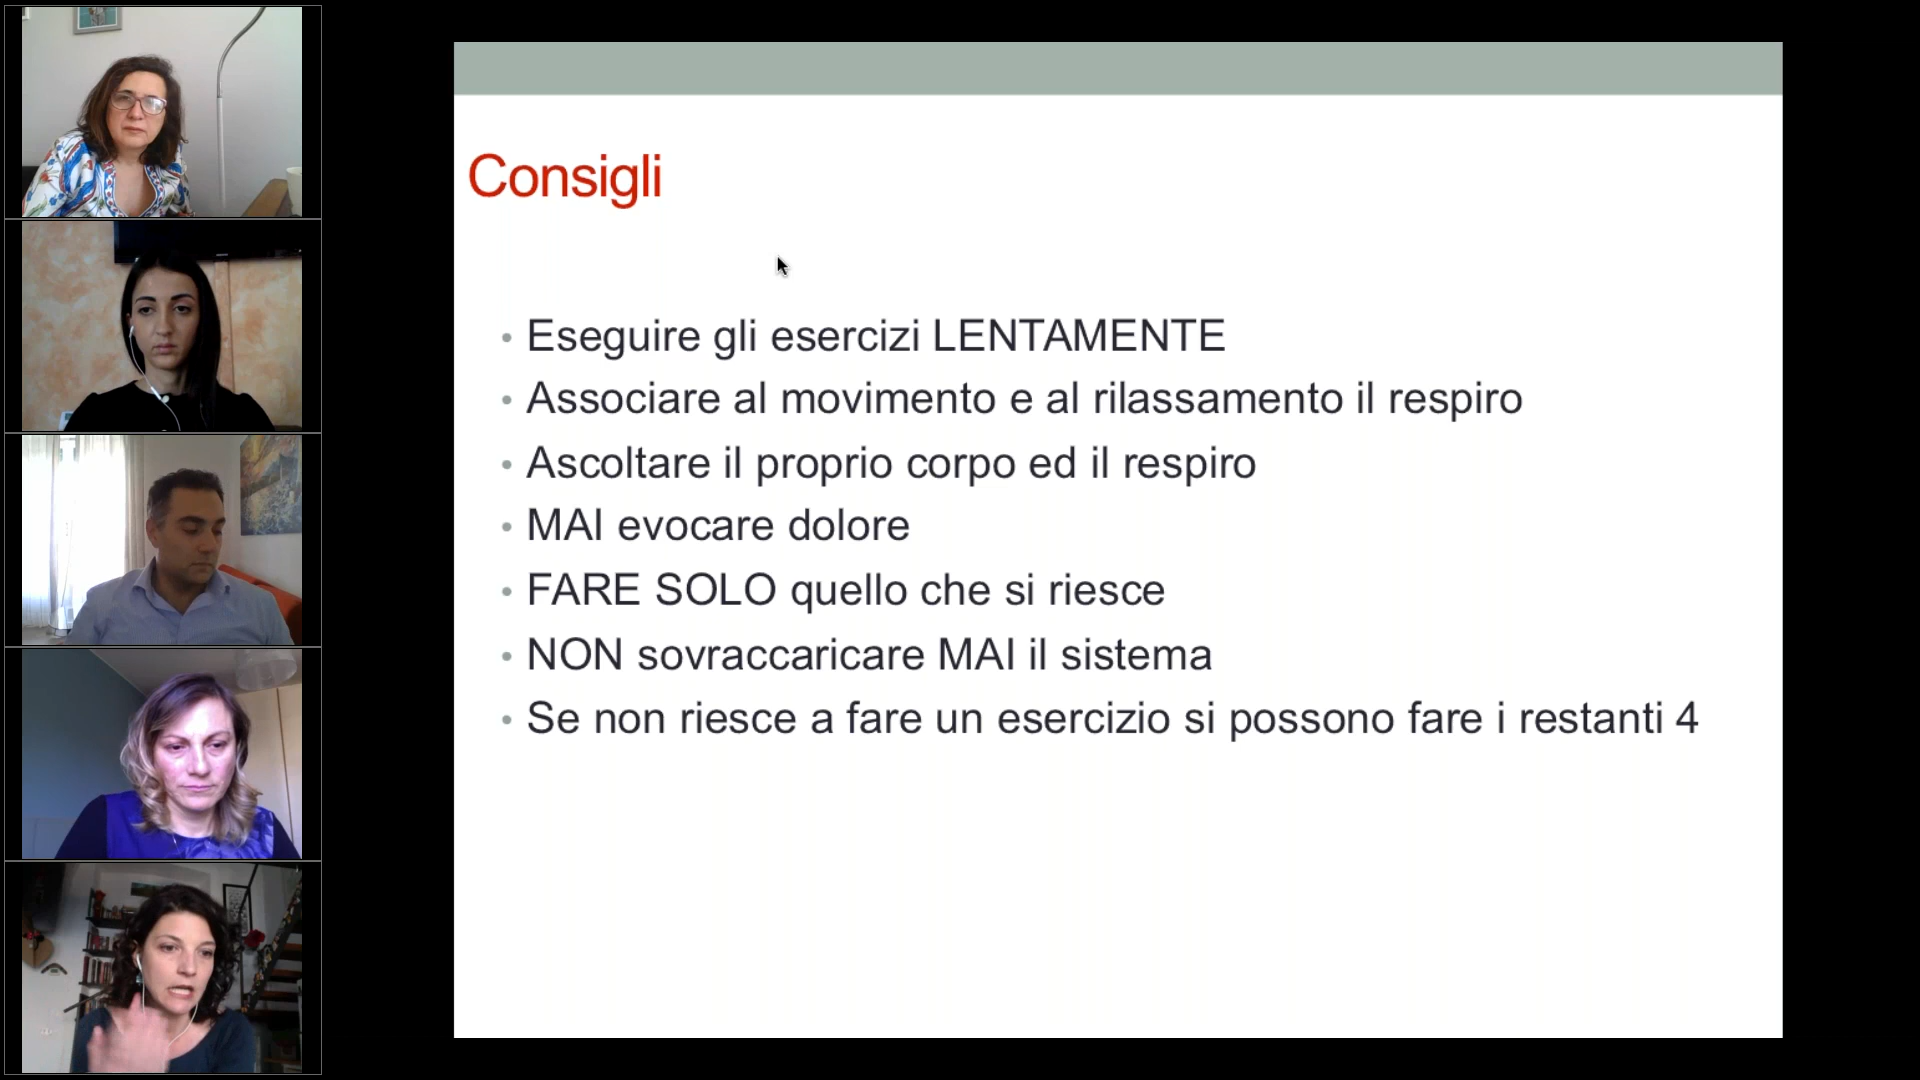 Consigli
• Eseguire gli esercizi LENTAMENTE
• Associare al movimento e al rilassamento il respiro
• Ascoltare il proprio corpo ed il respiro
• MAI evocare dolore
• FARE SOLO quello che si riesce
• NON sovraccaricare MAI il sistema
• Se non riesce a fare un esercizio si possono fare i restanti 4